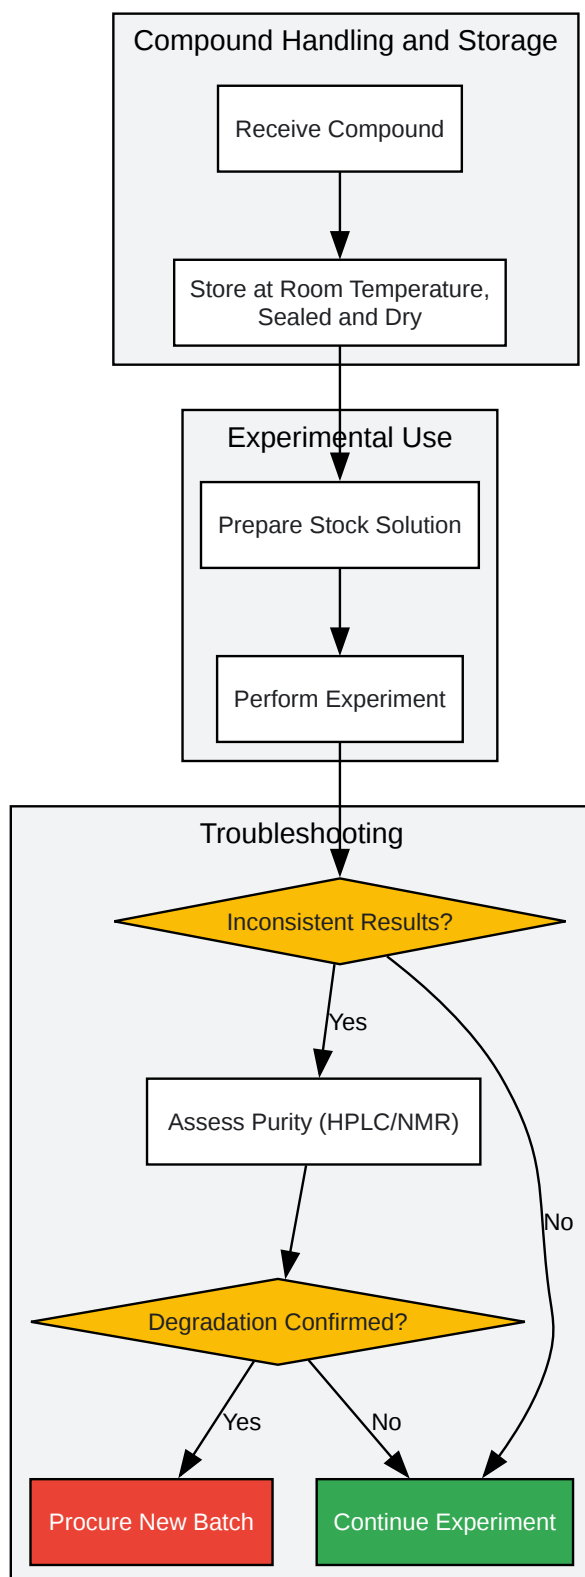 Compound Handling and Storage
Receive Compound
Store at Room Temperature,
Sealed and Dry
Experimental Use
Prepare Stock Solution
Perform Experiment
Troubleshooting
Inconsistent Results?
Yes
Assess Purity (HPLC/NMR)
No
Degradation Confirmed?
Yes
No
Procure New Batch
Continue Experiment